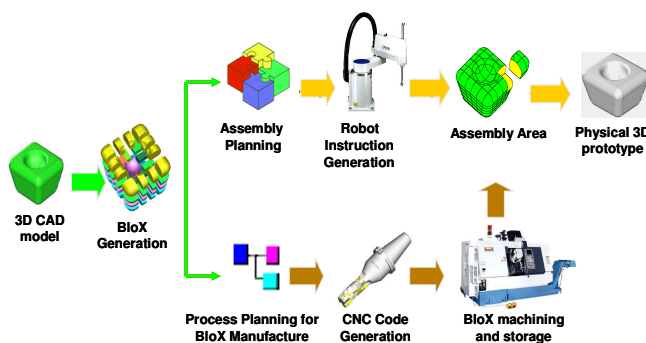 Assembly
Planning
Robot
Instruction
Generation
Assembly Area
Physical 3D
prototype
3D CAD
model
BloX
Generation
Process Planning for
BloX Manufacture
CNC Code
Generation
BloX machining
and storage